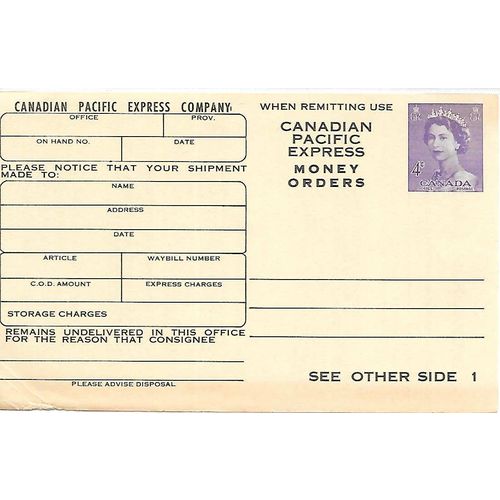 CANADIAN PACIFIC EXPRESS COMPANY
OFFICE
PROV.
ON HAND NO.
DATE
PLEASE NOTICE THAT YOUR SHIPMENT
MADE TO:
NAME
ADDRESS
DATE
ARTICLE
WAYBILL NUMBER
C.O.D. AMOUNT
EXPRESS CHARGES
STORAGE CHARGES
REMAINS UNDELIVERED IN THIS OFFICE
FOR THE REASON THAT CONSIGNEE
PLEASE ADVISE DISPOSAL
WHEN REMITTING USE
CANADIAN
PACIFIC
EXPRESS
MONEY
ORDERS
4¢
CANADA
SEE OTHER SIDE 1